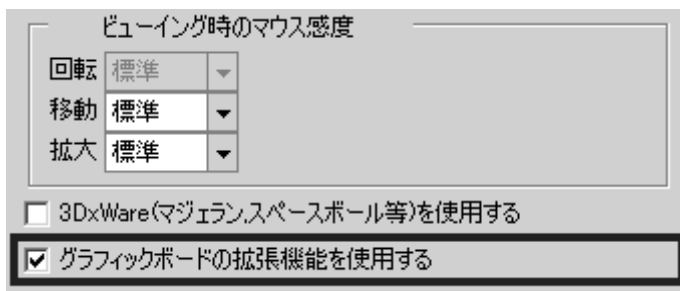 ビューイング時のマウス感度
回転 標準
移動 標準
拡大 標準
3DxWare(マジェラン,スペースボール等)を使用する
グラフィックボードの拡張機能を使用する